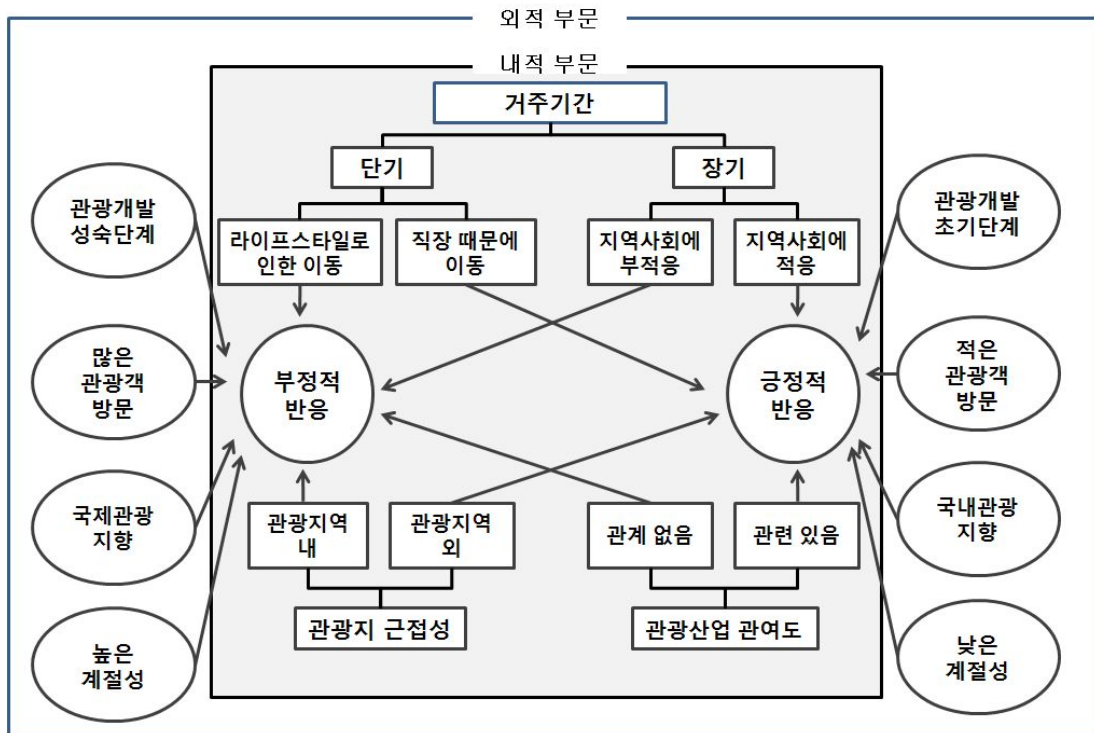 외적 부문
내적 부문
거주기간
단기
장기
라이프스타일로
인한 이동
직장 때문에
이동
지역사회에
부적응
지역사회에
적응
관광개발
성숙단계
많은
관광객
방문
국제관광
지향
높은
계절성
부정적
반응
긍정적
반응
관광개발
초기단계
적은
관광객
방문
국내관광
지향
낮은
계절성
관광지역
내
관광지역
외
관계 없음
관련 있음
관광지 근접성
관광산업 관여도